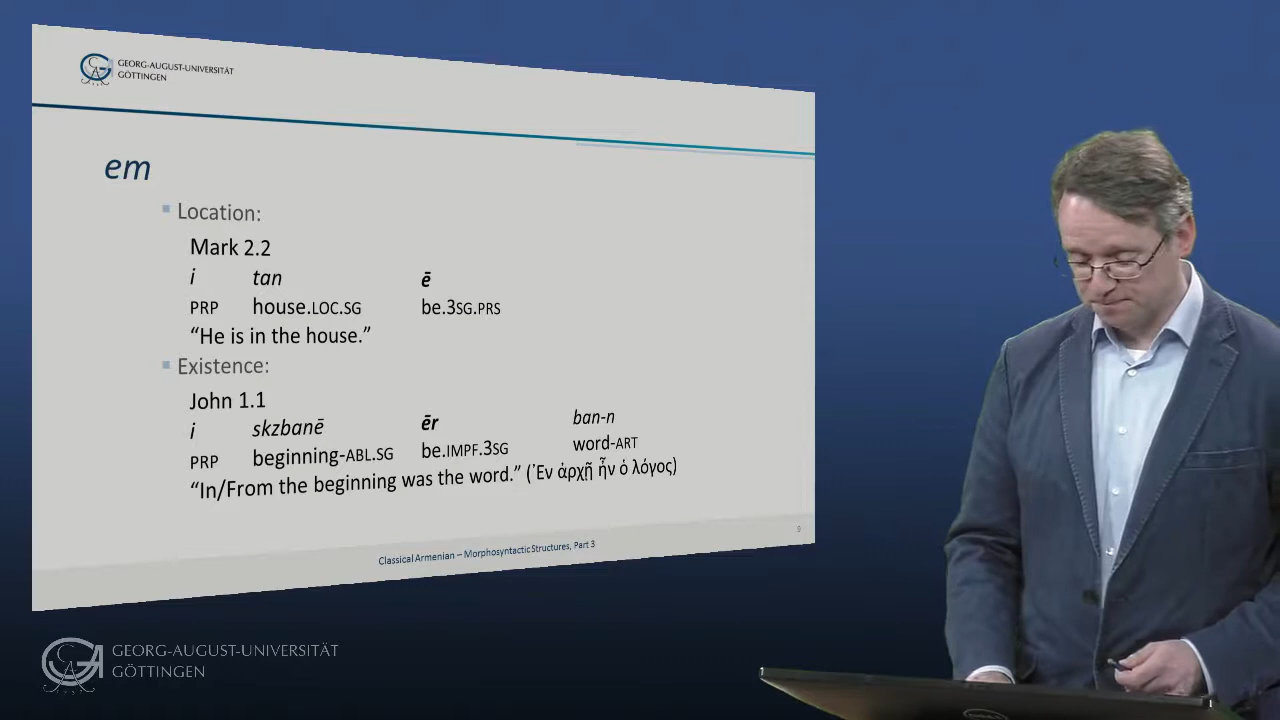 GEORG-AUGUST-UNIVERSITÄT
GÖTTINGEN
em
Location:
Mark 2.2
i tan ē
PRP house.LOC.SG be.3SG.PRS
“He is in the house.”
Existence:
John 1.1
i skzbanē ēr ban-n
PRP beginning-ABL.SG be.IMPF.3SG word-ART
“In/From the beginning was the word.” (Ἐν ἀρχῇ ἦν ὁ λόγος)
9
Classical Armenian – Morphosyntactic Structures, Part 3
GEORG-AUGUST-UNIVERSITÄT
GÖTTINGEN